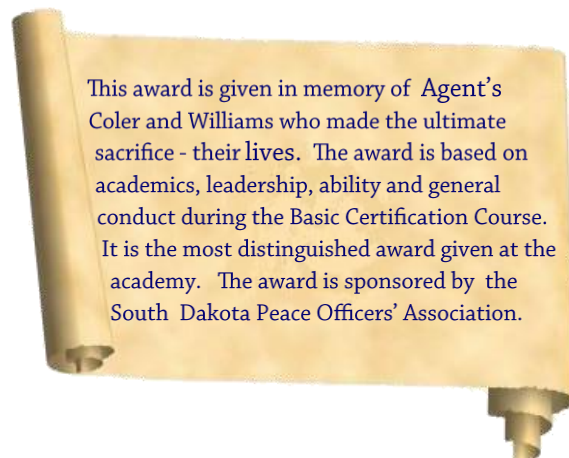 This award is given in memory of Agent’s
Coler and Williams who made the ultimate
sacrifice - their lives. The award is based on
academics, leadership, ability and general
conduct during the Basic Certification Course.
It is the most distinguished award given at the
academy. The award is sponsored by the
South Dakota Peace Officers’ Association.